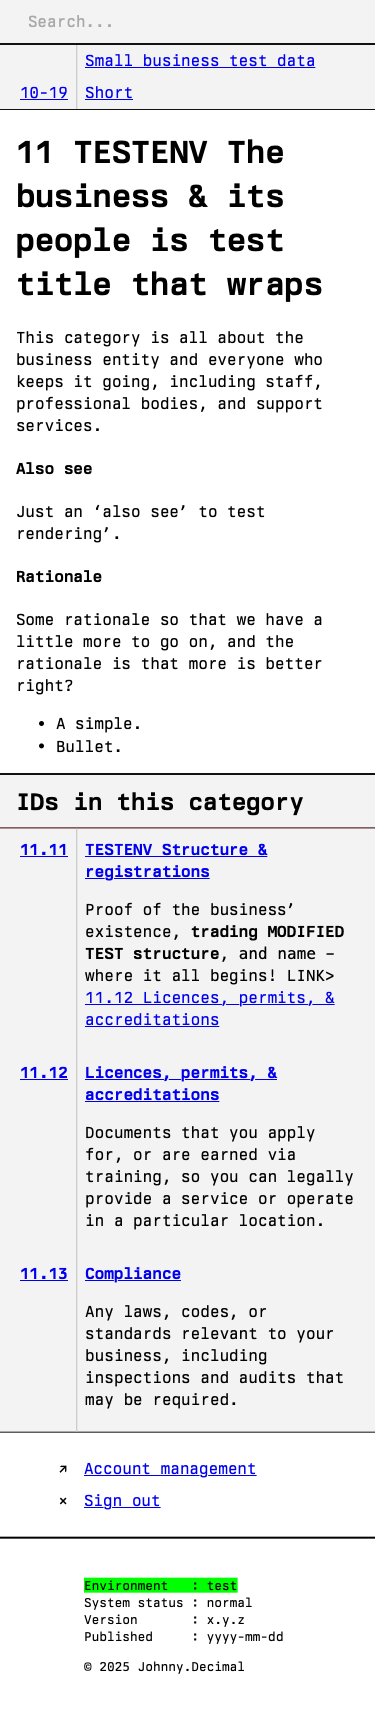 Search...
Small business test data
10-19 Short
11 TESTENV The
business & its
people is test
title that wraps
This category is all about the
business entity and everyone who
keeps it going, including staff,
professional bodies, and support
services.
Also see
Just an ‘also see’ to test
rendering’.
Rationale
Some rationale so that we have a
little more to go on, and the
rationale is that more is better
right?
• A simple.
• Bullet.
IDs in this category
11.11 TESTENV Structure &
registrations
Proof of the business’
existence, trading MODIFIED
TEST structure, and name –
where it all begins! LINK>
11.12 Licences, permits, &
accreditations
11.12 Licences, permits, &
accreditations
Documents that you apply
for, or are earned via
training, so you can legally
provide a service or operate
in a particular location.
11.13 Compliance
Any laws, codes, or
standards relevant to your
business, including
inspections and audits that
may be required.
↗ Account management
× Sign out
Environment : test
System status : normal
Version : x.y.z
Published : yyyy-mm-dd
© 2025 Johnny.Decimal